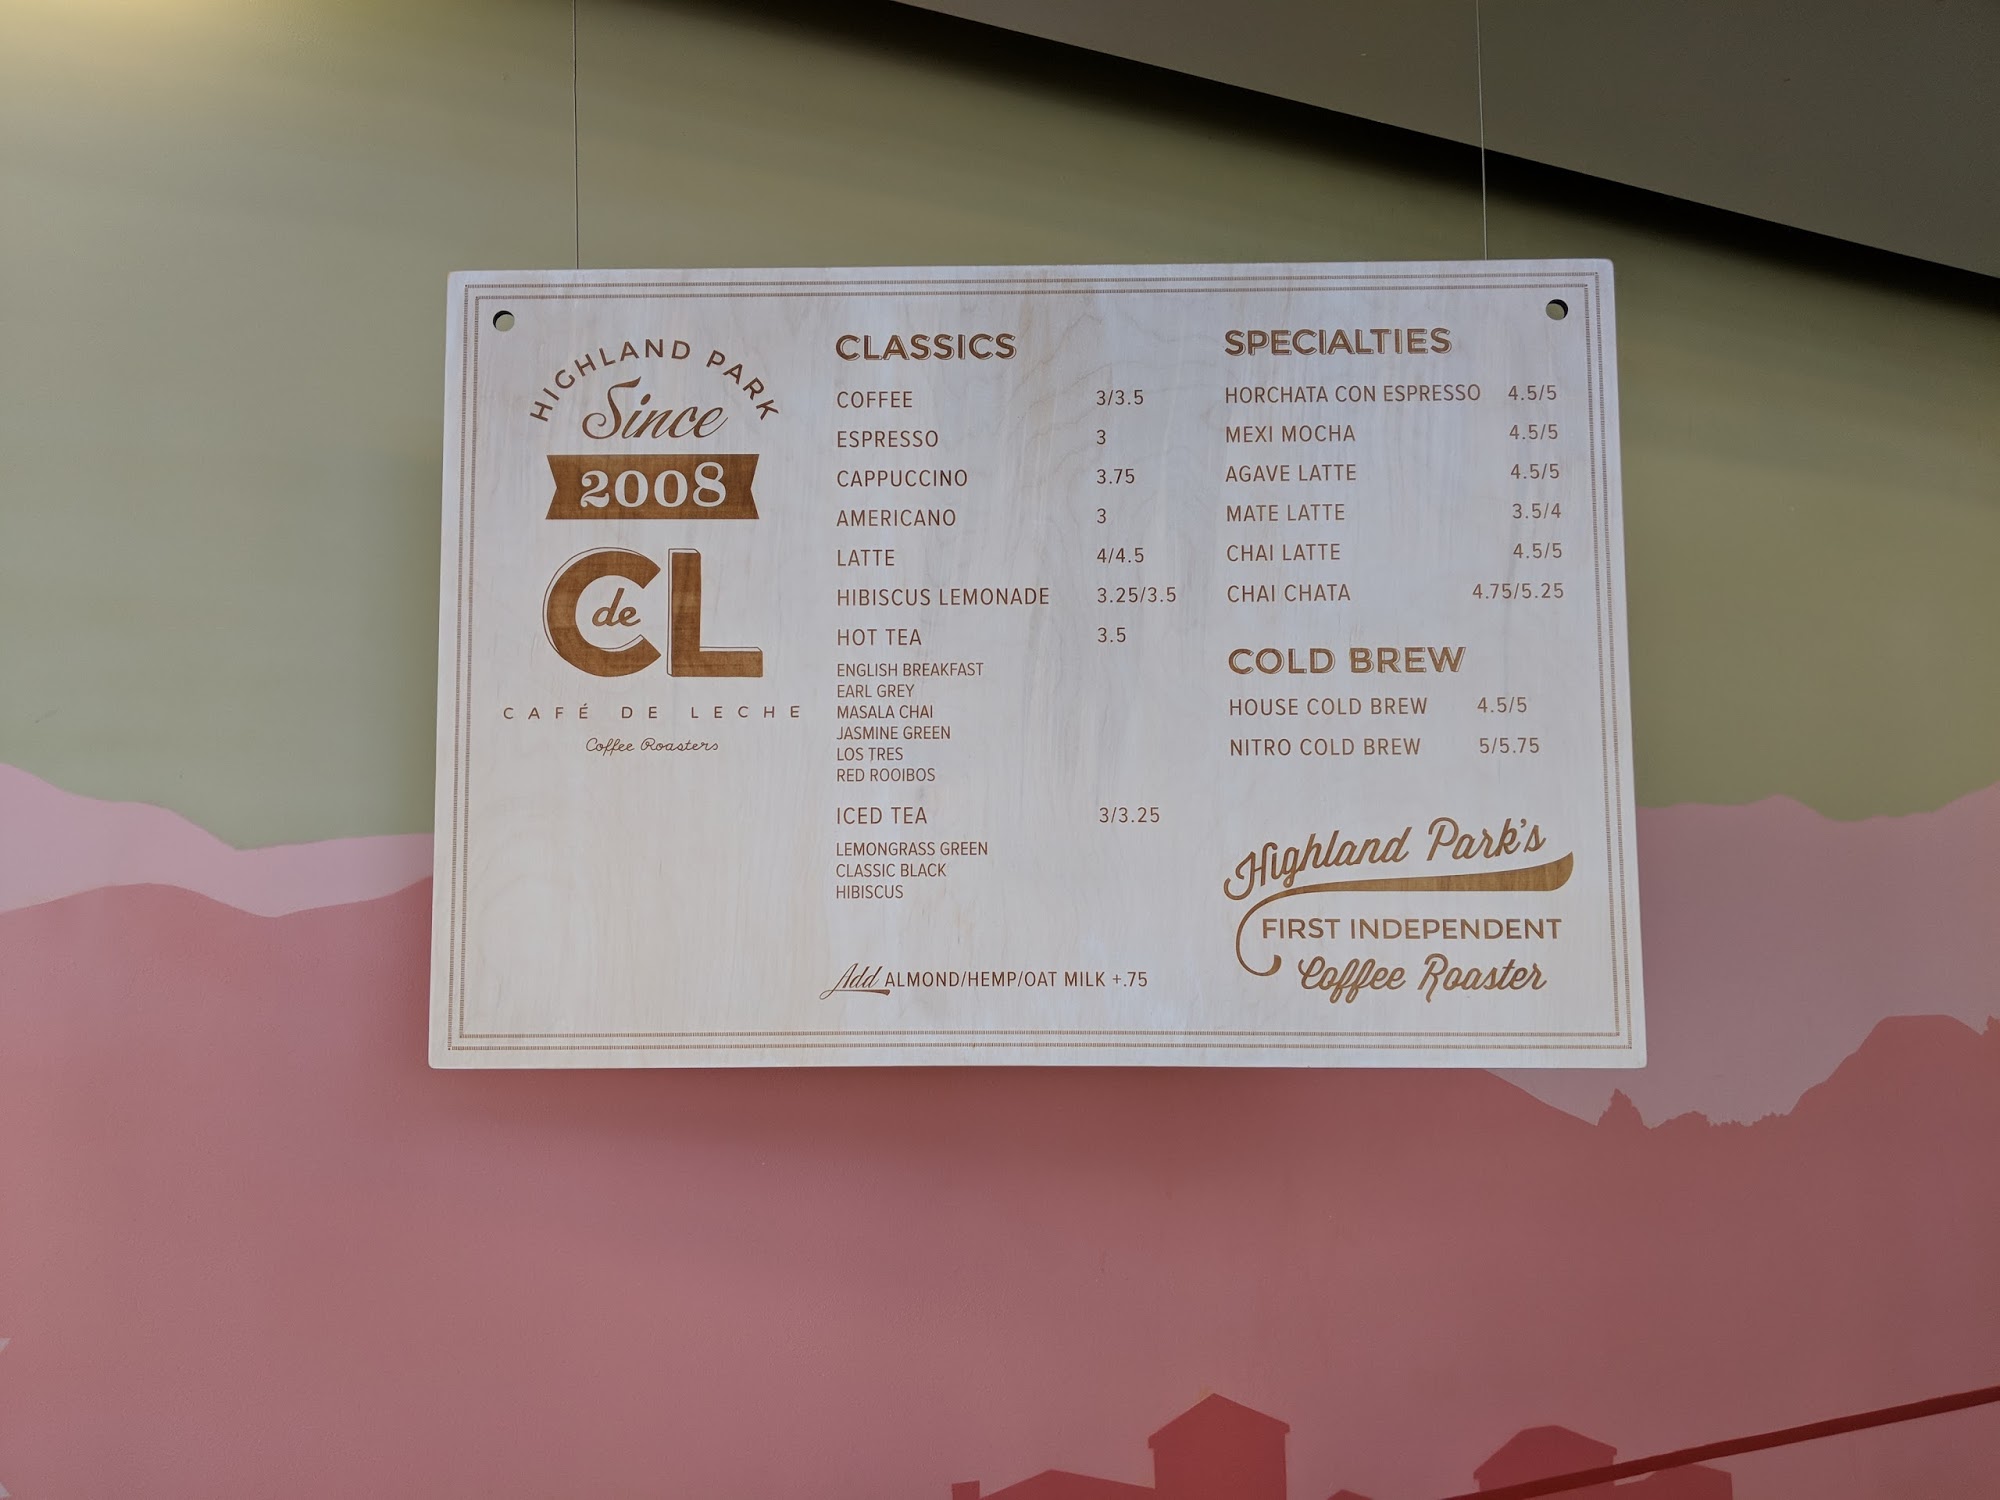 HIGHLAND PARK
Since
2008
C de L
CAFÉ DE LECHE
Coffee Roasters
CLASSICS
COFFEE 3/3.5
ESPRESSO 3
CAPPUCCINO 3.75
AMERICANO 3
LATTE 4/4.5
HIBISCUS LEMONADE 3.25/3.5
HOT TEA 3.5
ENGLISH BREAKFAST
EARL GREY
MASALA CHAI
JASMINE GREEN
LOS TRES
RED ROOIBOS
ICED TEA 3/3.25
LEMONGRASS GREEN
CLASSIC BLACK
HIBISCUS
Add ALMOND/HEMP/OAT MILK +.75
SPECIALTIES
HORCHATA CON ESPRESSO 4.5/5
MEXI MOCHA 4.5/5
AGAVE LATTE 4.5/5
MATE LATTE 3.5/4
CHAI LATTE 4.5/5
CHAI CHATA 4.75/5.25
COLD BREW
HOUSE COLD BREW 4.5/5
NITRO COLD BREW 5/5.75
Highland Park's
FIRST INDEPENDENT
Coffee Roaster